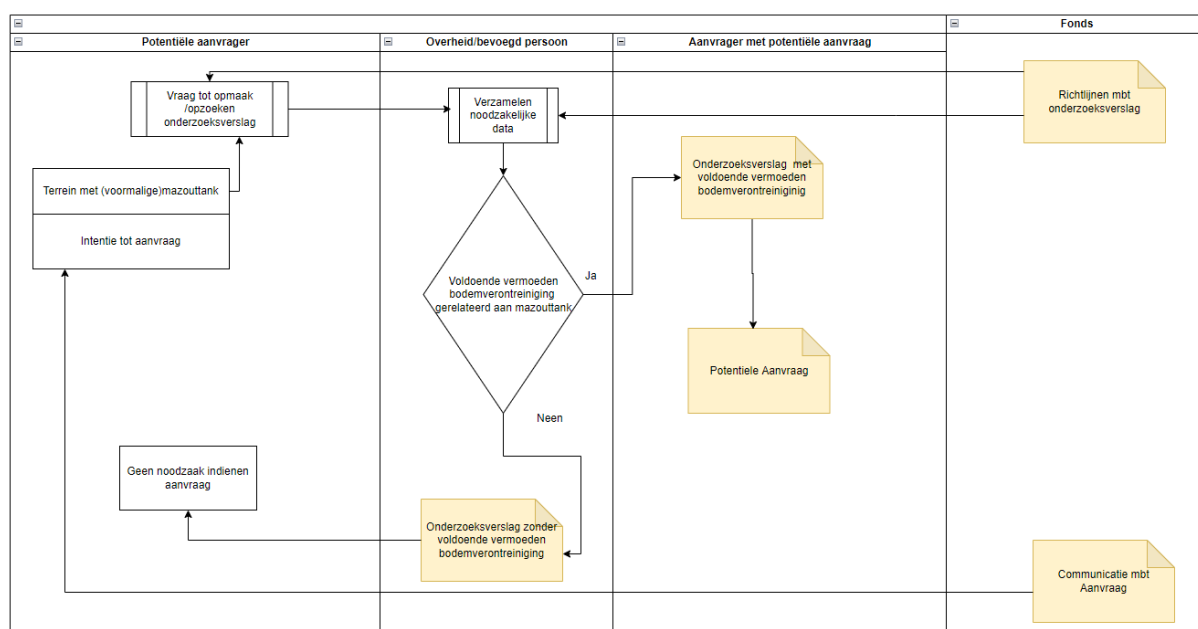 Fonds
Potentiële aanvrager
Overheid/bevoegd persoon
Aanvrager met potentiële aanvraag
Vraag tot opmaak
/opzoeken
onderzoeksverslag
Verzamelen
noodzakelijke
data
Richtlijnen mbt
onderzoeksverslag
Terrein met (voormalige)mazouttank
Intentie tot aanvraag
Onderzoeksverslag met
voldoende vermoeden
bodemverontreiniginig
Voldoende vermoeden
bodemverontreiniging
gerelateerd aan mazouttank
Ja
Potentiele Aanvraag
Neen
Geen noodzaak indienen
aanvraag
Onderzoeksverslag zonder
voldoende vermoeden
bodemverontreiniging
Communicatie mbt
Aanvraag